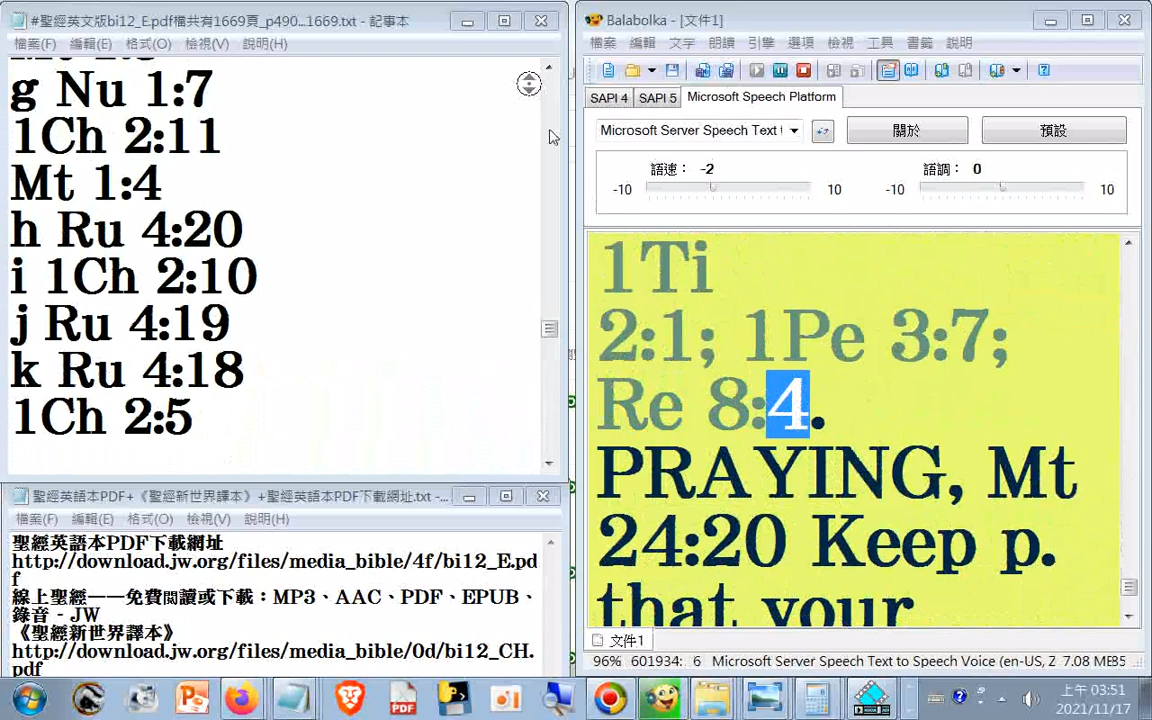 #聖經英文版bi12_E.pdf檔共有1669頁_p490...1669.txt - 記事本
檔案(F) 編輯(E) 格式(O) 檢視(V) 說明(H)
g Nu 1:7
1Ch 2:11
Mt 1:4
h Ru 4:20
i 1Ch 2:10
j Ru 4:19
k Ru 4:18
1Ch 2:5
聖經英語本PDF+《聖經新世界譯本》+聖經英語本PDF下載網址.txt -...
檔案(F) 編輯(E) 格式(O) 檢視(V) 說明(H)
聖經英語本PDF下載網址
http://download.jw.org/files/media_bible/4f/bi12_E.pd
f
線上聖經——免費閱讀或下載：MP3、AAC、PDF、EPUB、
錄音 - JW
《聖經新世界譯本》
http://download.jw.org/files/media_bible/0d/bi12_CH.
pdf
Balabolka - [文件1]
檔案 編輯 文字 朗讀 引擎 選項 檢視 工具 書籤 說明
SAPI 4 SAPI 5 Microsoft Speech Platform
Microsoft Server Speech Text 關於 預設
語速： -2 語調： 0
-10 10 -10 10
1Ti
2:1; 1Pe 3:7;
Re 8:4.
PRAYING, Mt
24:20 Keep p.
that your
文件1
96% 601934: 6 Microsoft Server Speech Text to Speech Voice (en-US, Z 7.08 MB
上午 03:51
2021/11/17